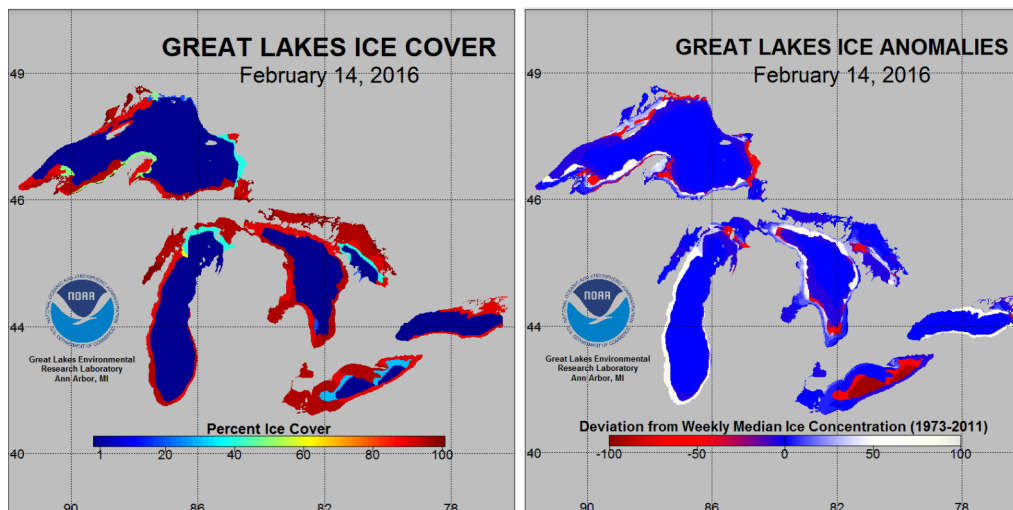 GREAT LAKES ICE COVER
February 14, 2016
49
46
44
40
NOAA
Great Lakes Environmental
Research Laboratory
Ann Arbor, MI
Percent Ice Cover
1 20 40 60 80 100
90 86 82 78
GREAT LAKES ICE ANOMALIES
February 14, 2016
49
46
44
40
NOAA
Great Lakes Environmental
Research Laboratory
Ann Arbor, MI
Deviation from Weekly Median Ice Concentration (1973-2011)
-100 -50 0 50 100
90 86 82 78